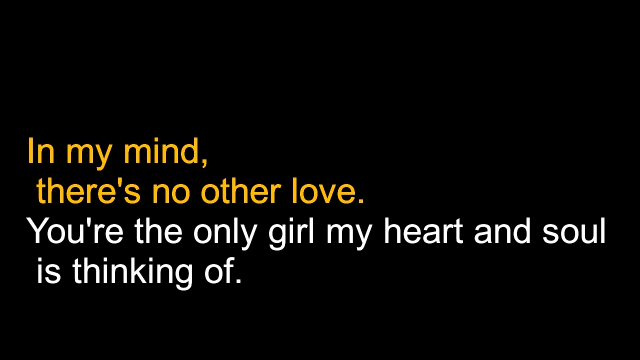 In my mind,
there's no other love.
You're the only girl my heart and soul
is thinking of.